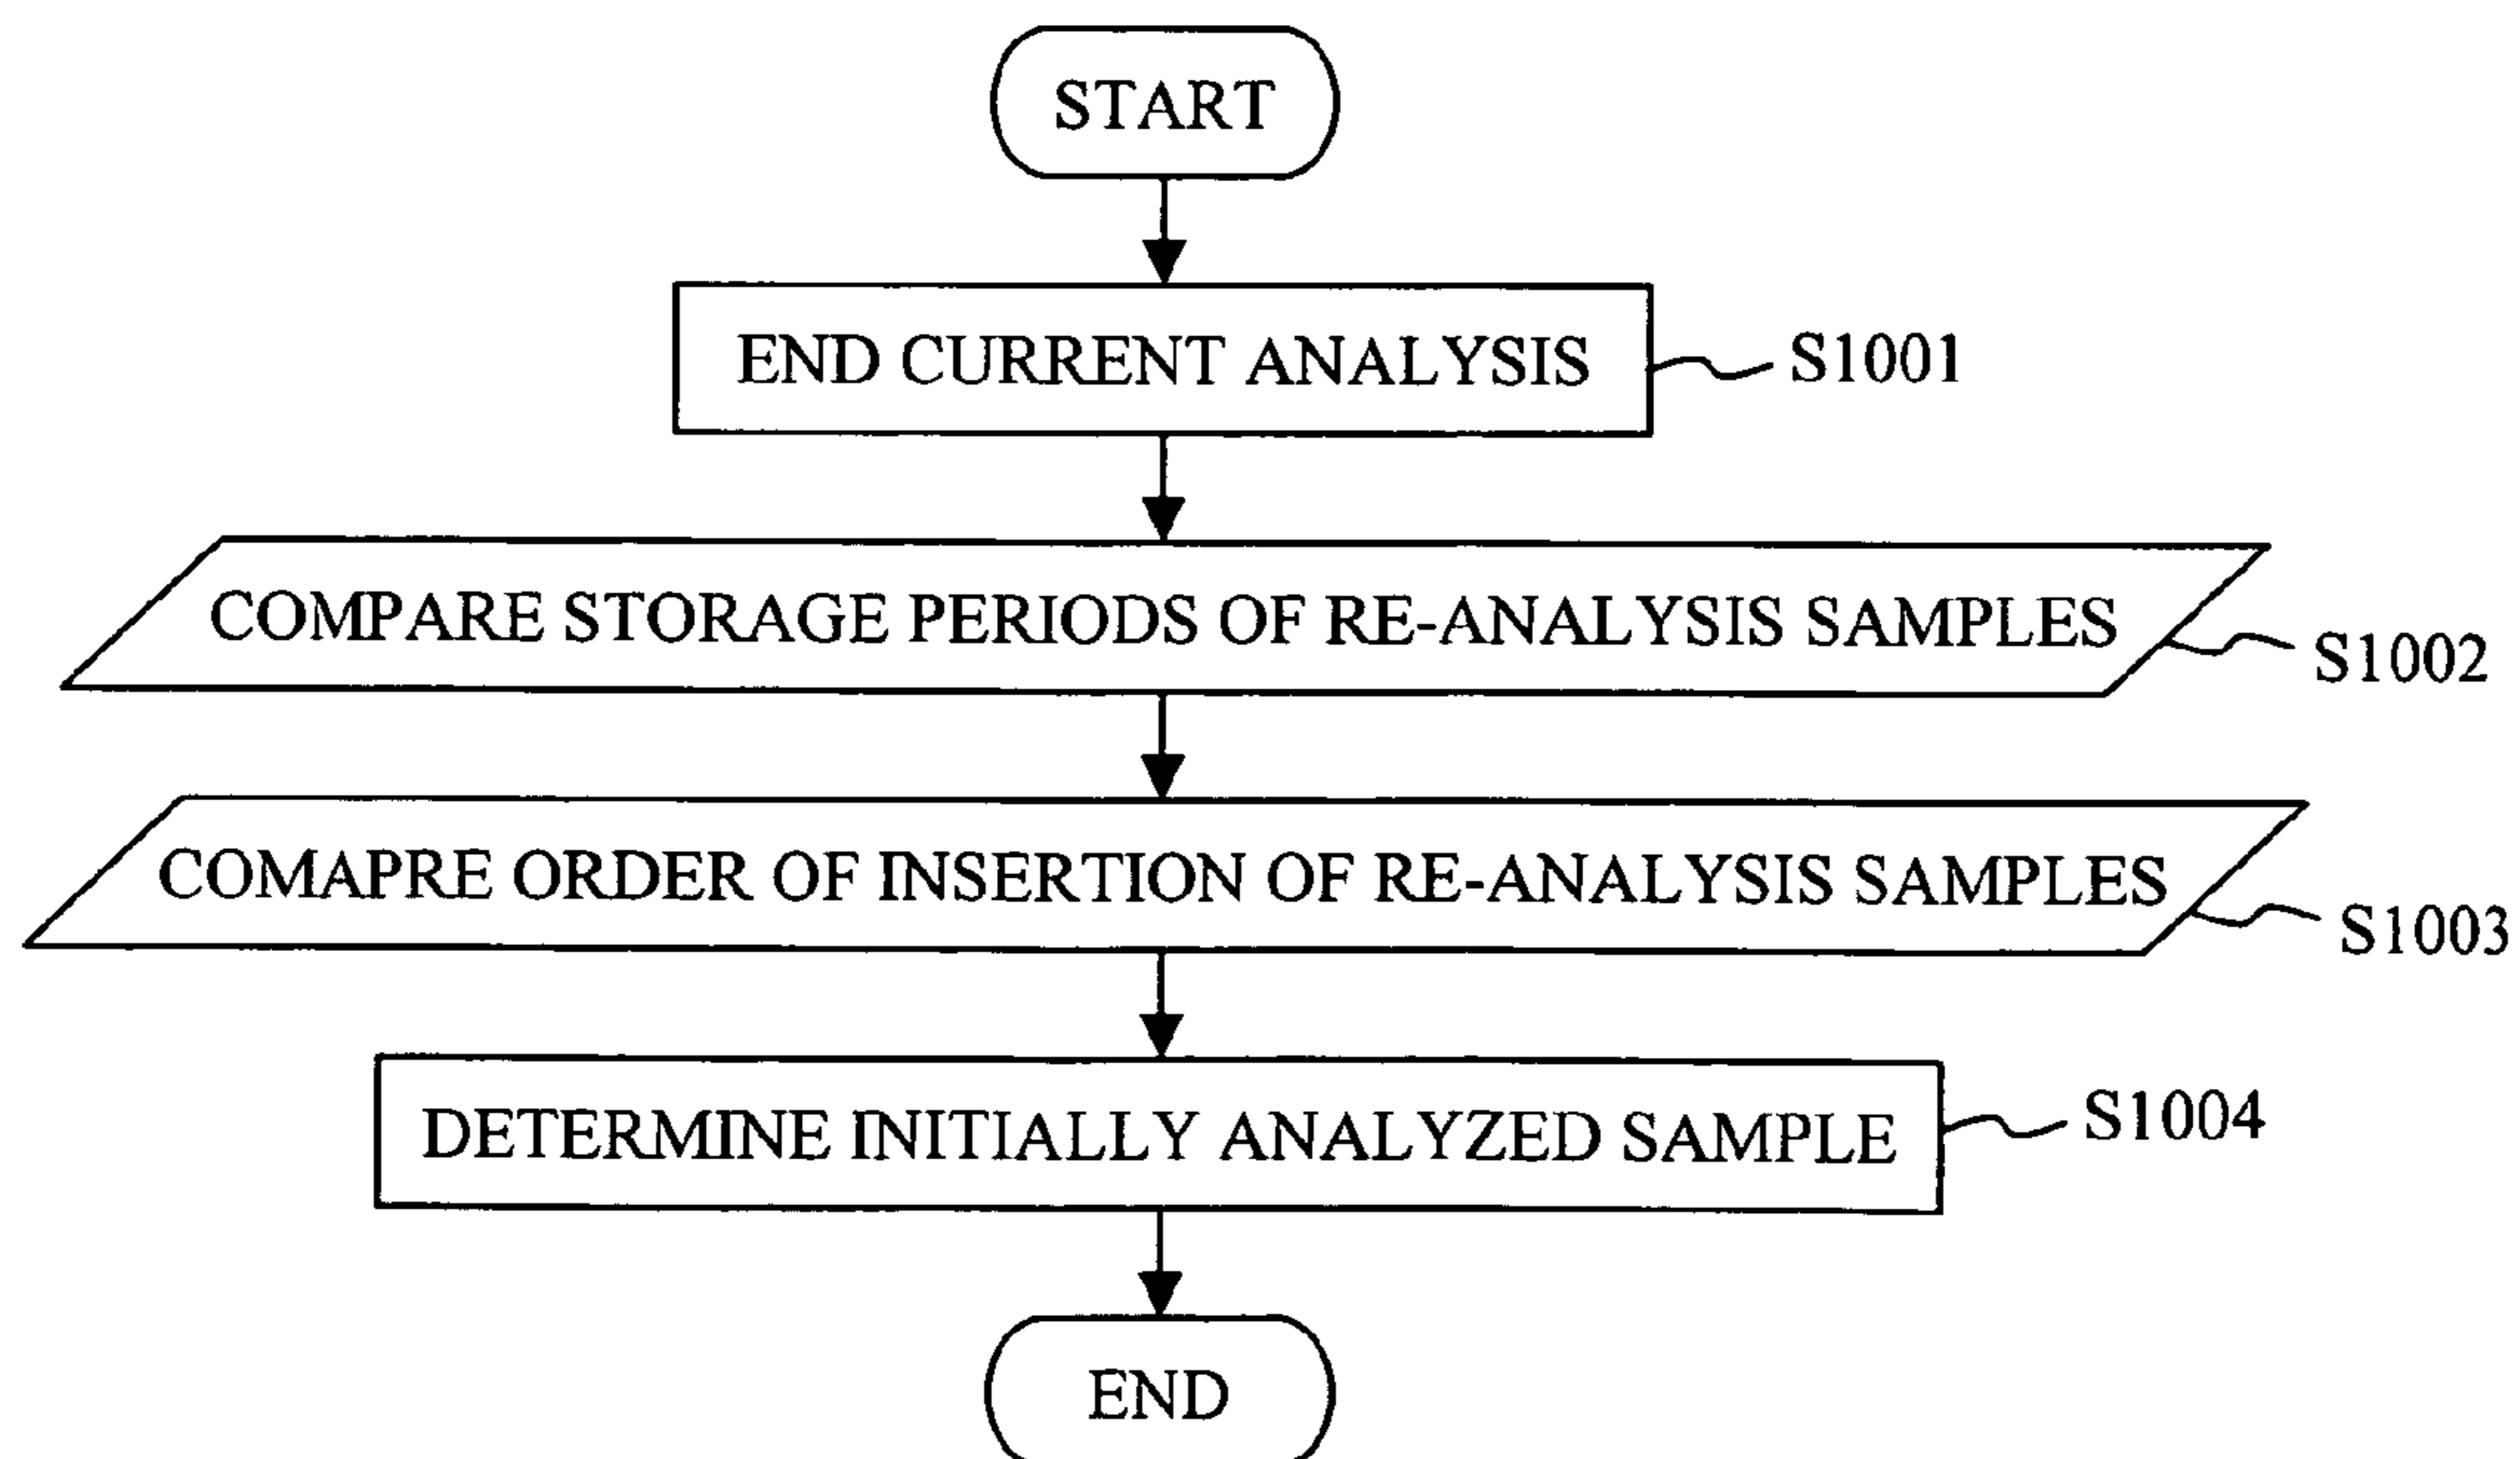 START
END CURRENT ANALYSIS
S1001
COMPARE STORAGE PERIODS OF RE-ANALYSIS SAMPLES
S1002
COMAPRE ORDER OF INSERTION OF RE-ANALYSIS SAMPLES
S1003
DETERMINE INITIALLY ANALYZED SAMPLE
S1004
END